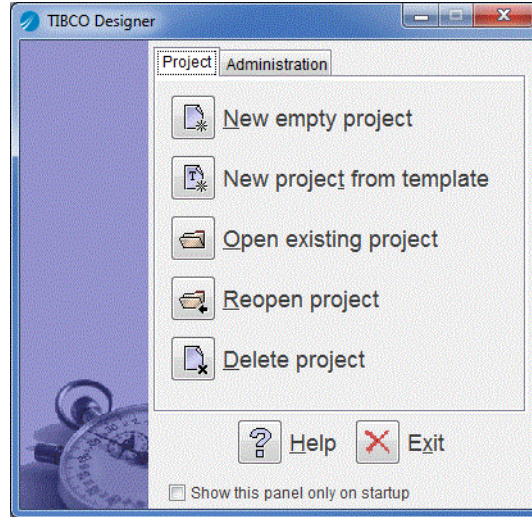 TIBCO Designer
Project Administration
New empty project
New project from template
Open existing project
Reopen project
Delete project
Help Exit
Show this panel only on startup